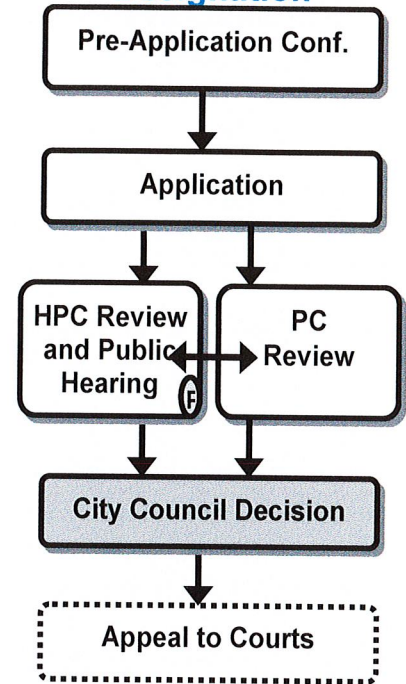 Pre-Application Conf.
Application
HPC Review
and Public
Hearing
PC
Review
City Council Decision
Appeal to Courts